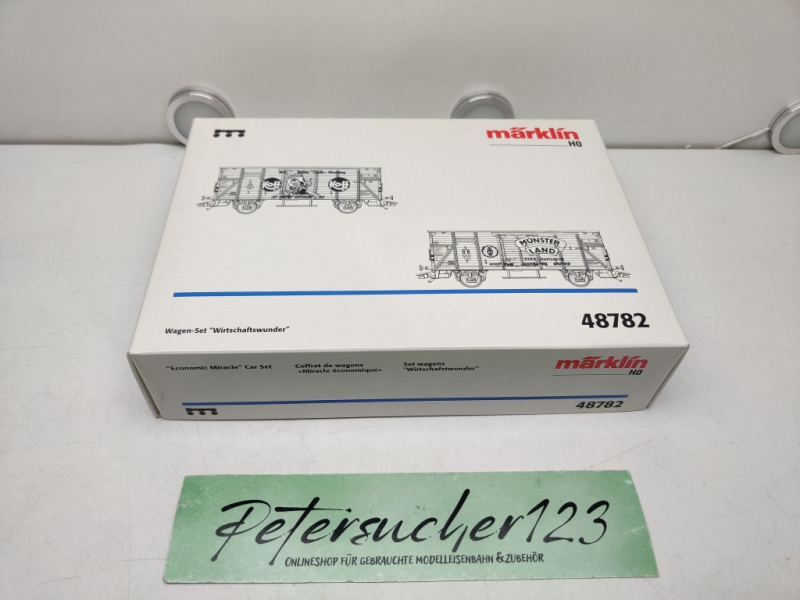 märklin
H0
MÜNSTER
LAND
Wagen-Set "Wirtschaftswunder"
48782
"Economic Miracle" Car Set
Coffret de wagons
«Miracle économique»
Set wagens
"Wirtschafstwunder"
märklin
H0
48782
Petersucher123
ONLINESHOP FÜR GEBRAUCHTE MODELLEISENBAHN & ZUBEHÖR